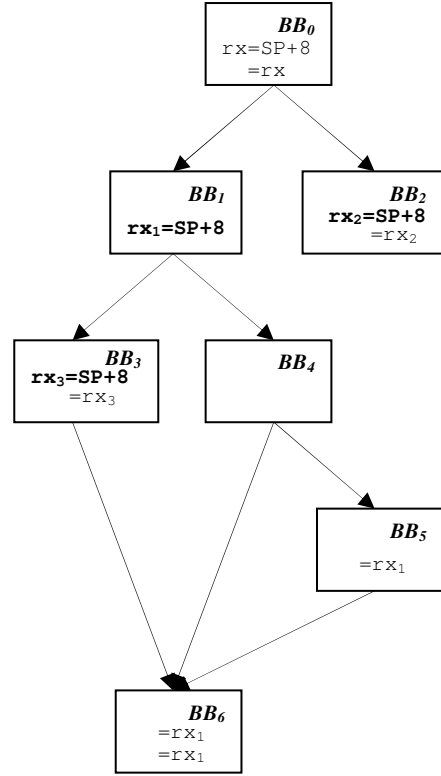 BB₀
rx=SP+8
=rx
BB₁
rx₁=SP+8
BB₂
rx₂=SP+8
=rx₂
BB₃
rx₃=SP+8
=rx₃
BB₄
BB₅
=rx₁
BB₆
=rx₁
=rx₁